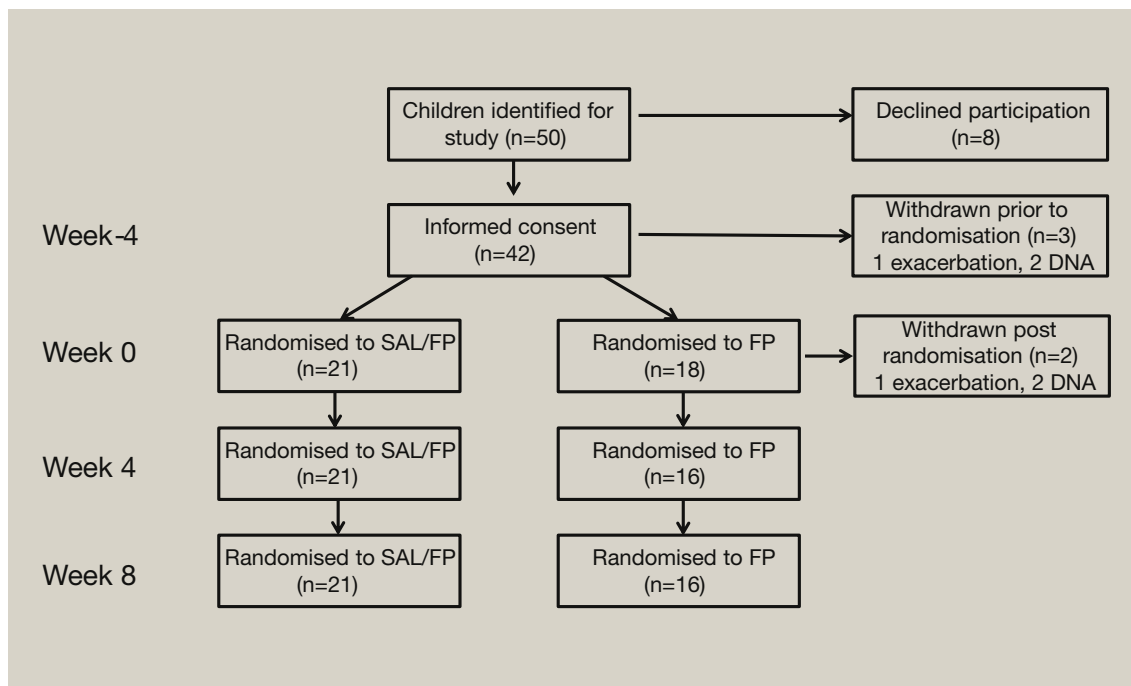 Children identified for
study (n=50)
Declined participation
(n=8)
Week-4
Informed consent
(n=42)
Withdrawn prior to
randomisation (n=3)
1 exacerbation, 2 DNA
Week 0
Randomised to SAL/FP
(n=21)
Randomised to FP
(n=18)
Withdrawn post
randomisation (n=2)
1 exacerbation, 2 DNA
Week 4
Randomised to SAL/FP
(n=21)
Randomised to FP
(n=16)
Week 8
Randomised to SAL/FP
(n=21)
Randomised to FP
(n=16)